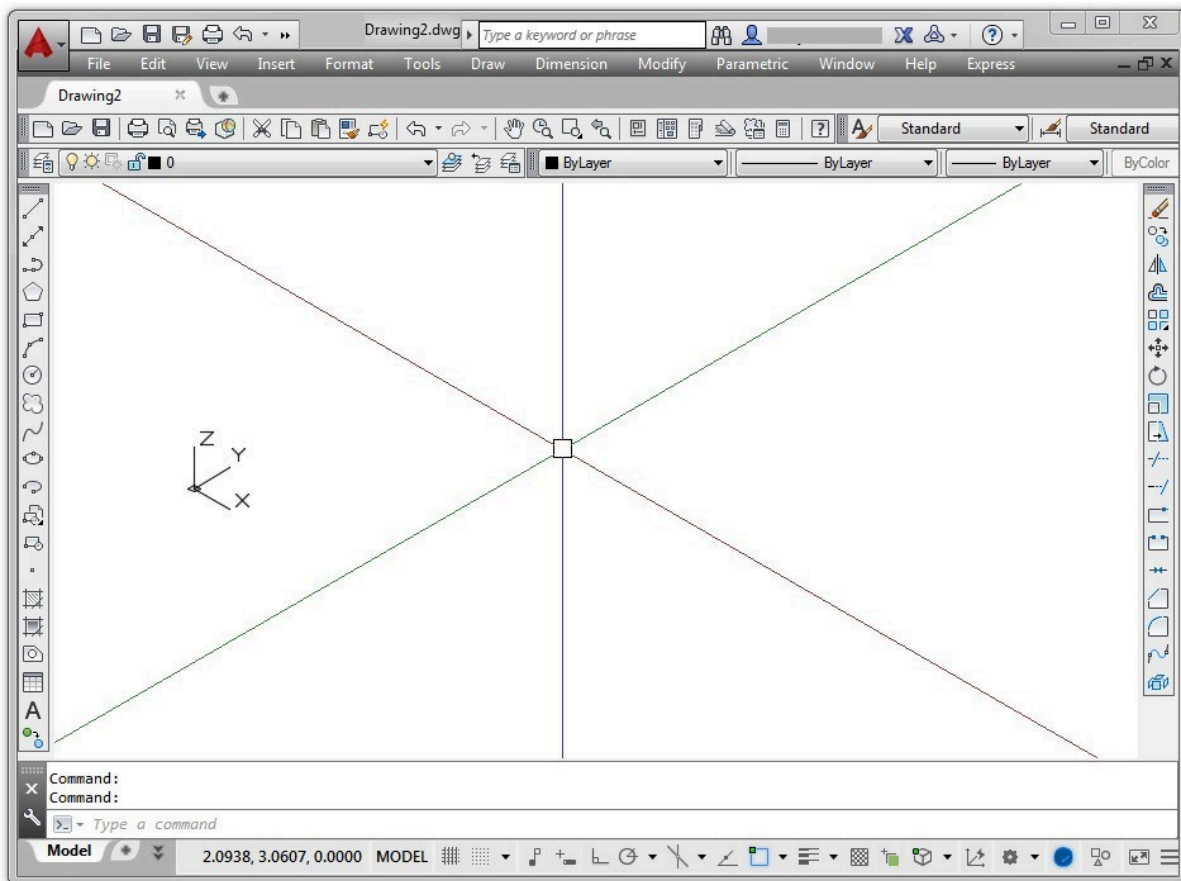 Drawing2.dwg Type a keyword or phrase ?
File Edit View Insert Format Tools Draw Dimension Modify Parametric Window Help Express
Drawing2
? A Standard Standard
0 ByLayer ByLayer ByLayer ByColor
Z
Y
X
A
Command:
Command:
Type a command
Model 2.0938, 3.0607, 0.0000 MODEL